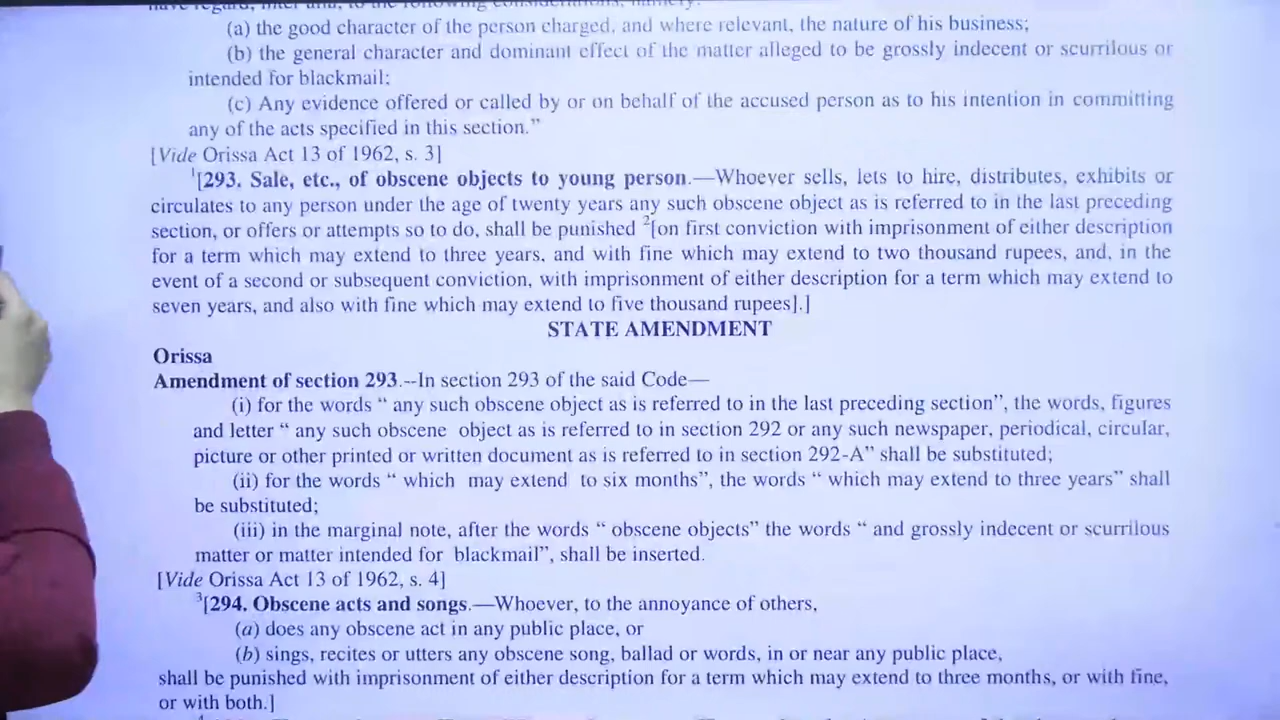 have regard, inter alia, to the following considerations, namely:
(a) the good character of the person charged, and where relevant, the nature of his business;
(b) the general character and dominant effect of the matter alleged to be grossly indecent or scurrilous or
intended for blackmail;
(c) Any evidence offered or called by or on behalf of the accused person as to his intention in committing
any of the acts specified in this section.”
[Vide Orissa Act 13 of 1962, s. 3]
1[293. Sale, etc., of obscene objects to young person.—Whoever sells, lets to hire, distributes, exhibits or
circulates to any person under the age of twenty years any such obscene object as is referred to in the last preceding
section, or offers or attempts so to do, shall be punished 2[on first conviction with imprisonment of either description
for a term which may extend to three years, and with fine which may extend to two thousand rupees, and, in the
event of a second or subsequent conviction, with imprisonment of either description for a term which may extend to
seven years, and also with fine which may extend to five thousand rupees].]
STATE AMENDMENT
Orissa
Amendment of section 293.--In section 293 of the said Code—
(i) for the words “ any such obscene object as is referred to in the last preceding section”, the words, figures
and letter “ any such obscene object as is referred to in section 292 or any such newspaper, periodical, circular,
picture or other printed or written document as is referred to in section 292-A” shall be substituted;
(ii) for the words “ which may extend to six months”, the words “ which may extend to three years” shall
be substituted;
(iii) in the marginal note, after the words “ obscene objects” the words “ and grossly indecent or scurrilous
matter or matter intended for blackmail”, shall be inserted.
[Vide Orissa Act 13 of 1962, s. 4]
3[294. Obscene acts and songs.—Whoever, to the annoyance of others,
(a) does any obscene act in any public place, or
(b) sings, recites or utters any obscene song, ballad or words, in or near any public place,
shall be punished with imprisonment of either description for a term which may extend to three months, or with fine,
or with both.]